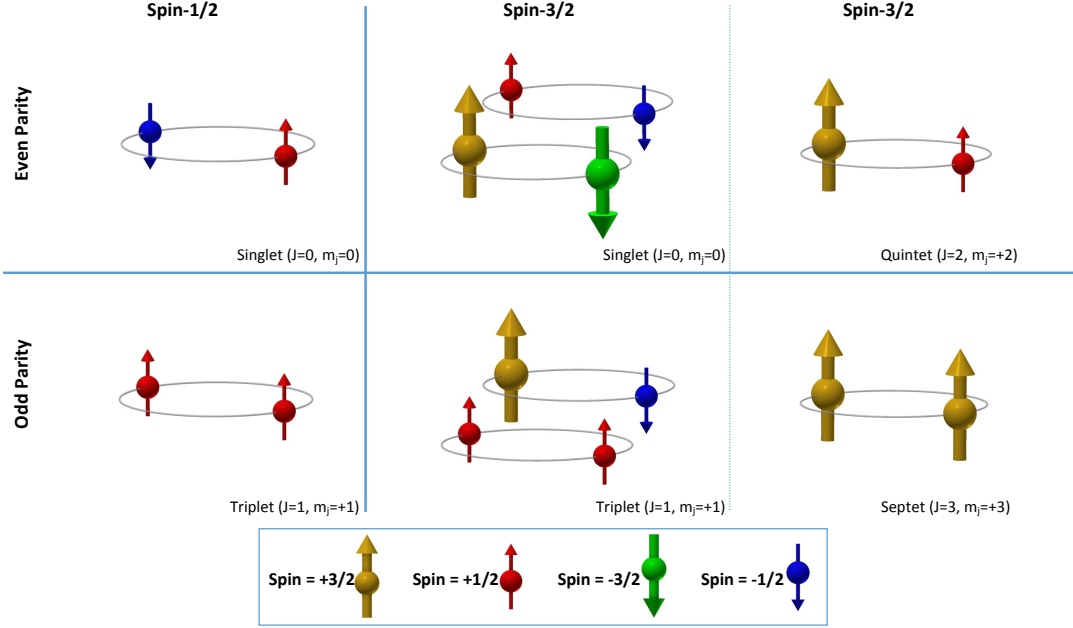 Spin-1/2
Spin-3/2
Spin-3/2
Even Parity
Singlet (J=0, mj=0)
Singlet (J=0, mj=0)
Quintet (J=2, mj=+2)
Odd Parity
Triplet (J=1, mj=+1)
Triplet (J=1, mj=+1)
Septet (J=3, mj=+3)
Spin = +3/2
Spin = +1/2
Spin = -3/2
Spin = -1/2